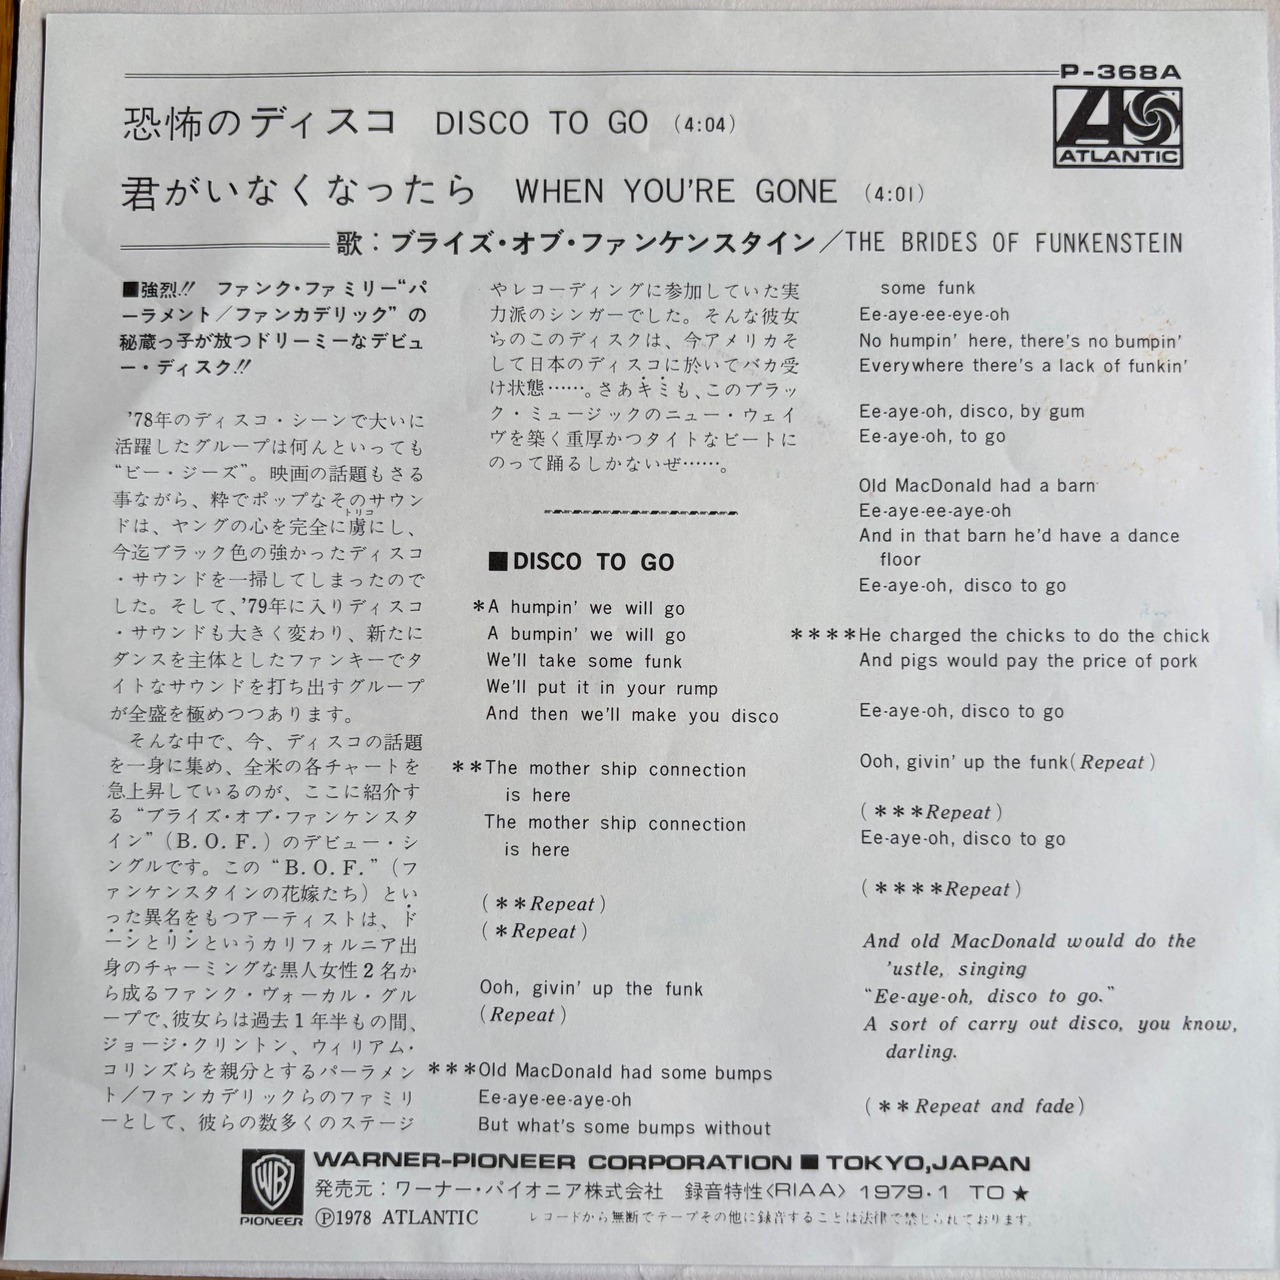 P-368A
ATLANTIC
恐怖のディスコ DISCO TO GO (4:04)
君がいなくなったら WHEN YOU'RE GONE (4:01)
歌：ブライズ・オブ・ファンケンスタイン／THE BRIDES OF FUNKENSTEIN
■強烈!! ファンク・ファミリー“パ
ーラメント／ファンカデリック”の
秘蔵っ子が放つドリーミーなデビュ
ー・ディスク!!
'78年のディスコ・シーンで大いに
活躍したグループは何んといっても
“ビー・ジーズ”。映画の話題もさる
事ながら、粋でポップなそのサウン
ドは、ヤングの心を完全に虜にし、
トリコ
今迄ブラック色の強かったディスコ
・サウンドを一掃してしまったので
した。そして、'79年に入りディスコ
・サウンドも大きく変わり、新たに
ダンスを主体としたファンキーでタ
イトなサウンドを打ち出すグループ
が全盛を極めつつあります。
そんな中で、今、ディスコの話題
を一身に集め、全米の各チャートを
急上昇しているのが、ここに紹介す
る“ブライズ・オブ・ファンケンスタ
イン”(B.O.F.)のデビュー・シ
ングルです。この“B.O.F.”(フ
ァンケンスタインの花嫁たち)とい
った異名をもつアーティストは、ド
ーンとリンというカリフォルニア出
身のチャーミングな黒人女性2名か
ら成るファンク・ヴォーカル・グル
ープで、彼女らは過去1年半もの間、
ジョージ・クリントン、ウィリアム・
コリンズらを親分とするパーラメン
ト／ファンカデリックらのファミリ
ーとして、彼らの数多くのステージ
やレコーディングに参加していた実
力派のシンガーでした。そんな彼女
らのこのディスクは、今アメリカそ
して日本のディスコに於いてバカ受
け状態……。さあキミも、このブラッ
ク・ミュージックのニュー・ウェイ
ヴを築く重厚かつタイトなビートに
のって踊るしかないぜ……。
■DISCO TO GO
*A humpin' we will go
A bumpin' we will go
We'll take some funk
We'll put it in your rump
And then we'll make you disco
**The mother ship connection
is here
The mother ship connection
is here
(**Repeat)
(*Repeat)
Ooh, givin' up the funk
(Repeat)
***Old MacDonald had some bumps
Ee-aye-ee-aye-oh
But what's some bumps without
some funk
Ee-aye-ee-eye-oh
No humpin' here, there's no bumpin'
Everywhere there's a lack of funkin'
Ee-aye-oh, disco, by gum
Ee-aye-oh, to go
Old MacDonald had a barn
Ee-aye-ee-aye-oh
And in that barn he'd have a dance
floor
Ee-aye-oh, disco to go
****He charged the chicks to do the chick
And pigs would pay the price of pork
Ee-aye-oh, disco to go
Ooh, givin' up the funk(Repeat)
(***Repeat)
Ee-aye-oh, disco to go
(****Repeat)
And old MacDonald would do the
'ustle, singing
“Ee-aye-oh, disco to go.”
A sort of carry out disco, you know,
darling.
(**Repeat and fade)
WB
PIONEER
WARNER-PIONEER CORPORATION ■ TOKYO,JAPAN
発売元：ワーナー・パイオニア株式会社 録音特性〈RIAA〉 1979・1 TO ★
Ⓟ1978 ATLANTIC レコードから無断でテープその他に録音することは法律で禁じられております。